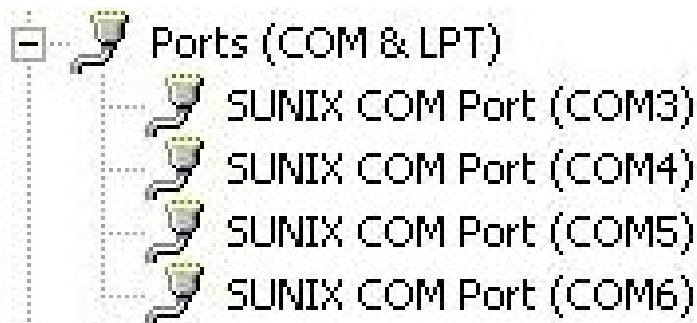 Ports (COM & LPT)
SUNIX COM Port (COM3)
SUNIX COM Port (COM4)
SUNIX COM Port (COM5)
SUNIX COM Port (COM6)